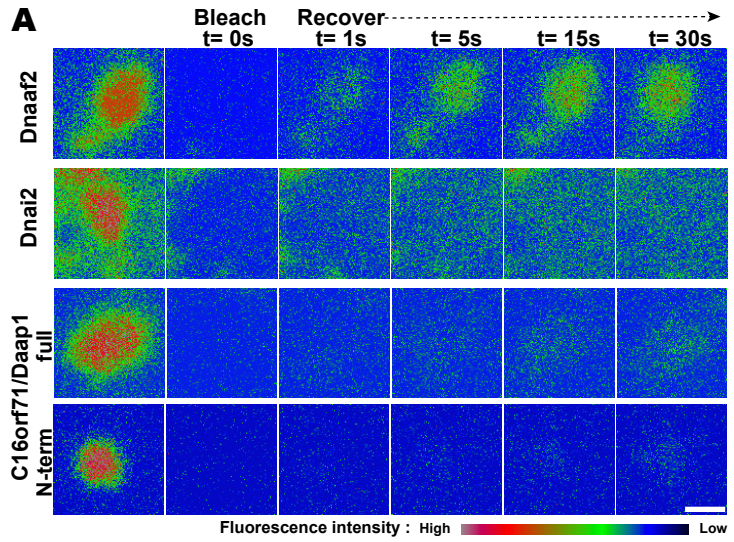 A
Bleach Recover
t= 0s t= 1s t= 5s t= 15s t= 30s
Dnaaf2
Dnai2
C16orf71/Daap1
full
N-term
Fluorescence intensity : High Low